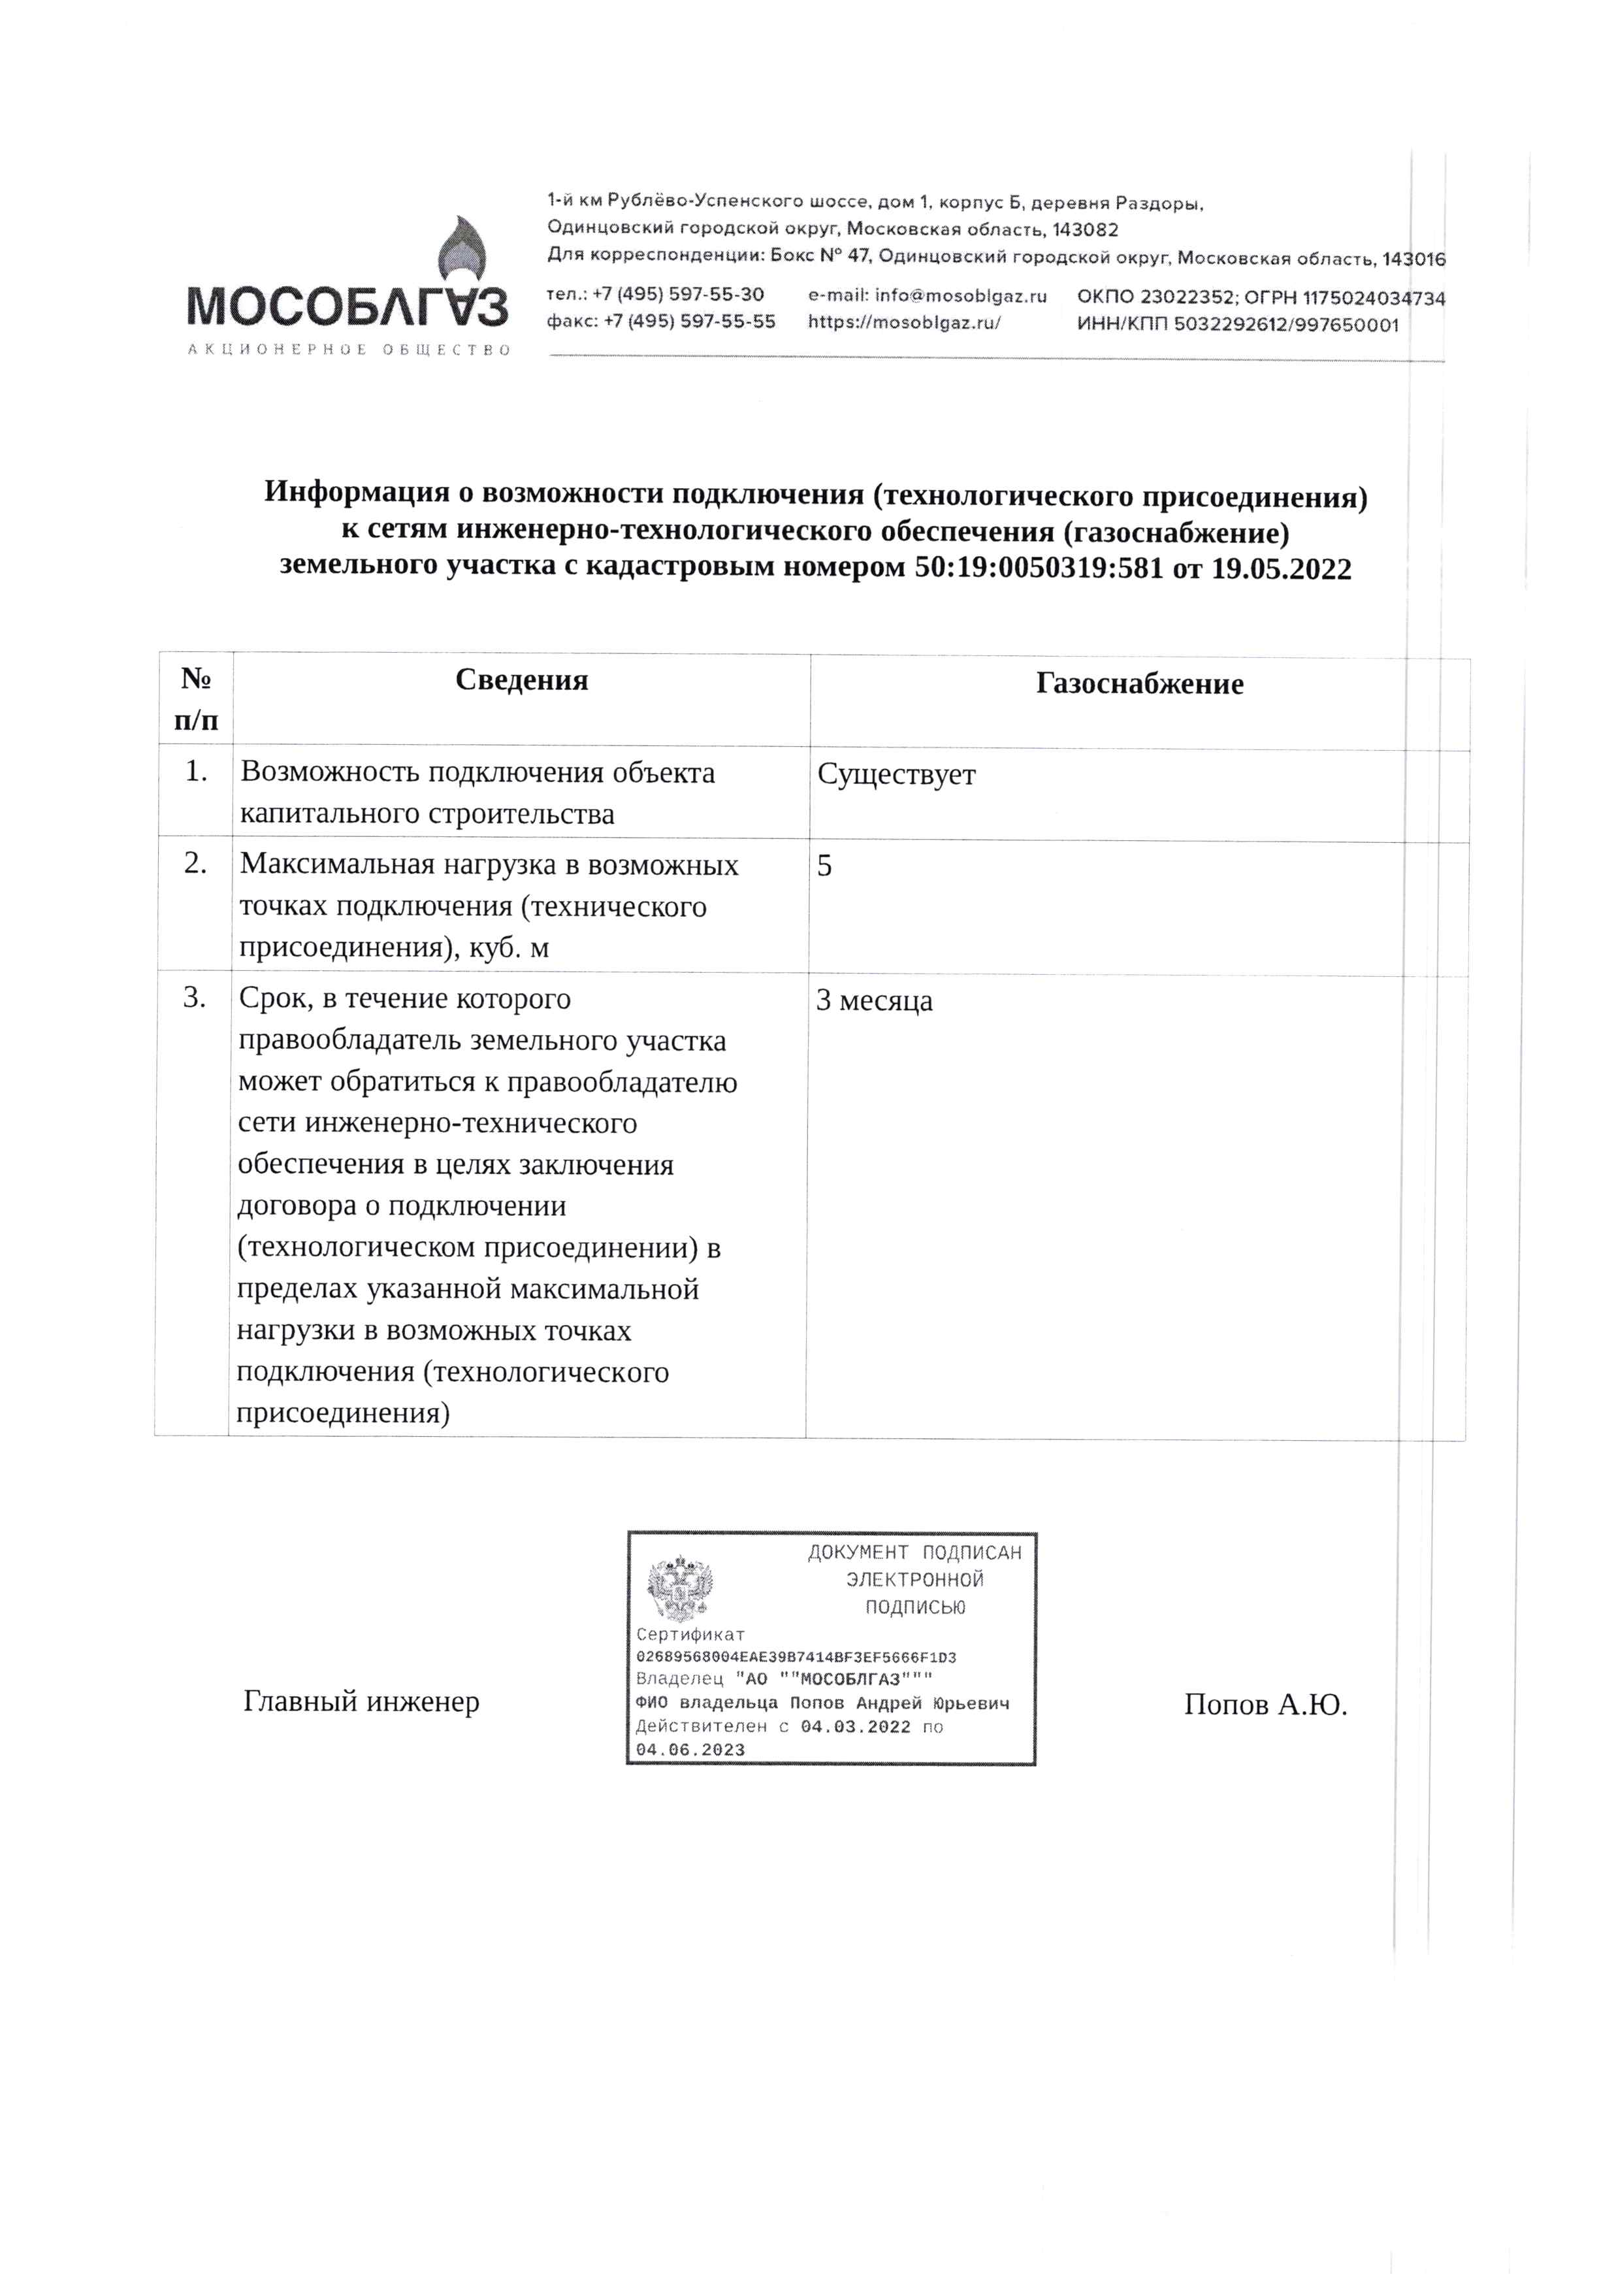 МОСОБЛГАЗ
АКЦИОНЕРНОЕ ОБЩЕСТВО
1-й км Рублёво-Успенского шоссе, дом 1, корпус Б, деревня Раздоры,
Одинцовский городской округ, Московская область, 143082
Для корреспонденции: Бокс № 47, Одинцовский городской округ, Московская область, 143016
тел.: +7 (495) 597-55-30 e-mail: info@mosoblgaz.ru ОКПО 23022352; ОГРН 1175024034734
факс: +7 (495) 597-55-55 https://mosoblgaz.ru/ ИНН/КПП 5032292612/997650001
Информация о возможности подключения (технологического присоединения)
к сетям инженерно-технологического обеспечения (газоснабжение)
земельного участка с кадастровым номером 50:19:0050319:581 от 19.05.2022
№ Сведения Газоснабжение
п/п
1. Возможность подключения объекта Существует
капитального строительства
2. Максимальная нагрузка в возможных 5
точках подключения (технического
присоединения), куб. м
3. Срок, в течение которого 3 месяца
правообладатель земельного участка
может обратиться к правообладателю
сети инженерно-технического
обеспечения в целях заключения
договора о подключении
(технологическом присоединении) в
пределах указанной максимальной
нагрузки в возможных точках
подключения (технологического
присоединения)
ДОКУМЕНТ ПОДПИСАН
ЭЛЕКТРОННОЙ
ПОДПИСЬЮ
Сертификат
02689568004EAE39B7414BF3EF5666F1D3
Владелец "АО ""МОСОБЛГАЗ"""
ФИО владельца Попов Андрей Юрьевич
Действителен с 04.03.2022 по
04.06.2023
Главный инженер Попов А.Ю.